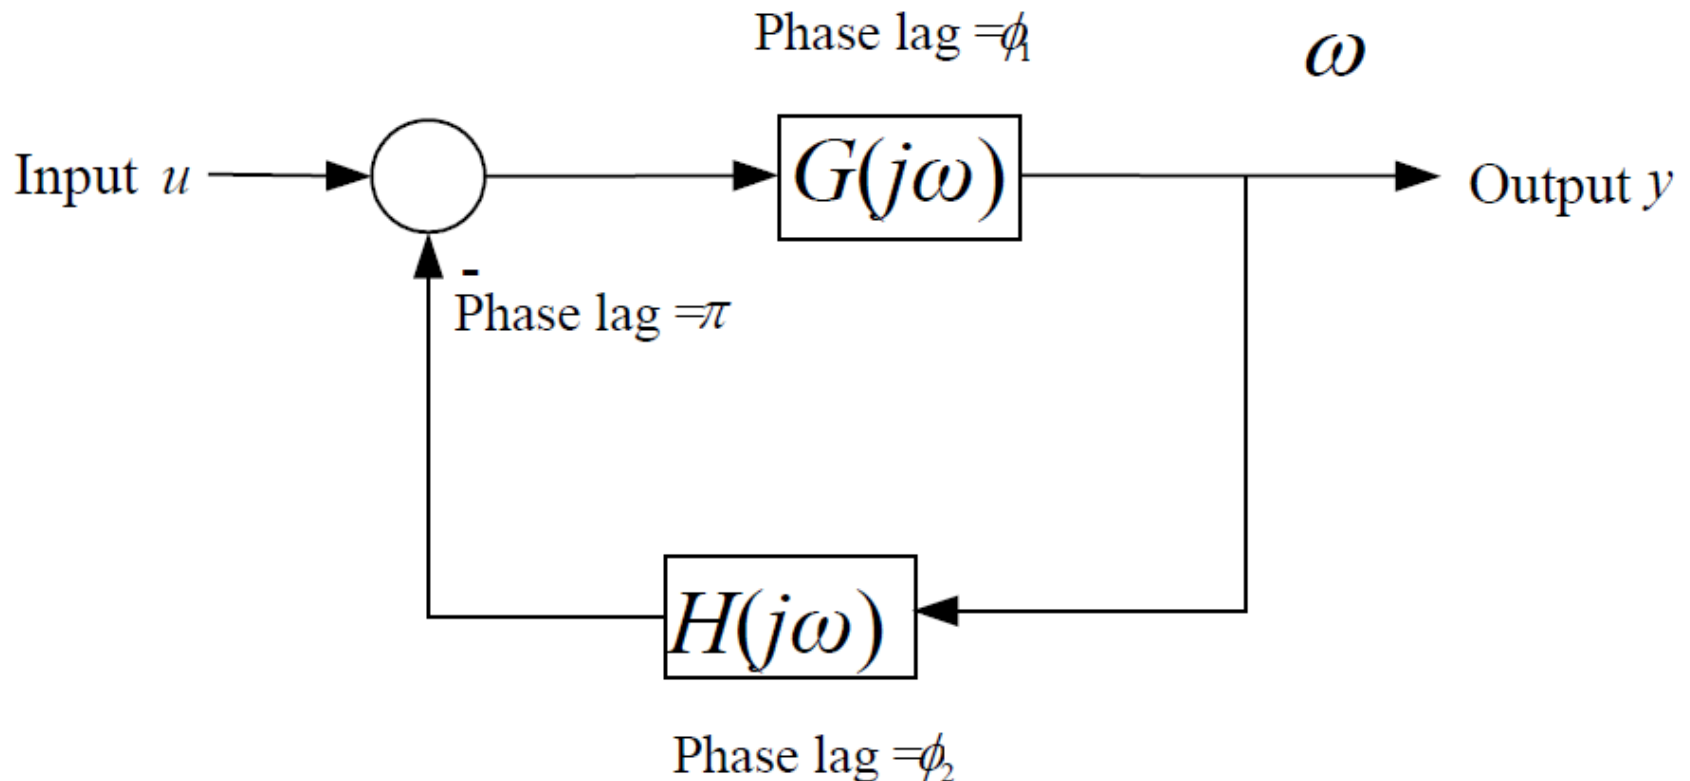 Phase lag =ϕ₁
ω
Input u
G(jω)
Output y
-
Phase lag =π
H(jω)
Phase lag =ϕ₂